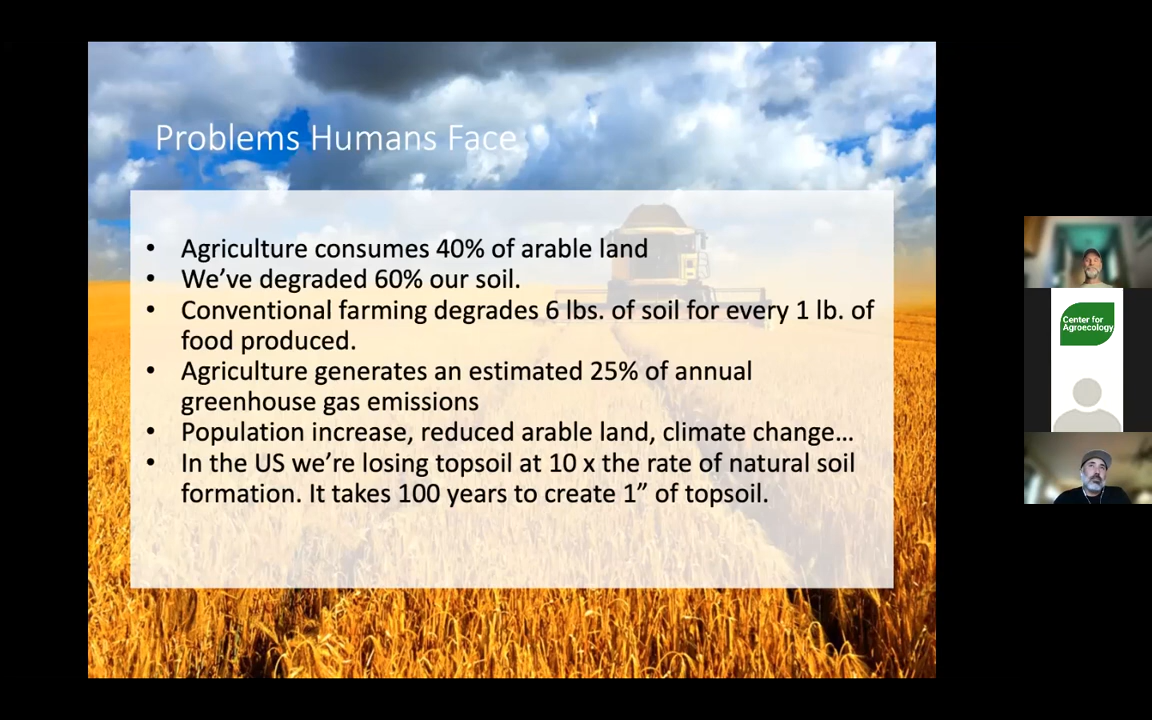 Problems Humans Face
• Agriculture consumes 40% of arable land
• We’ve degraded 60% our soil.
• Conventional farming degrades 6 lbs. of soil for every 1 lb. of
food produced.
• Agriculture generates an estimated 25% of annual
greenhouse gas emissions
• Population increase, reduced arable land, climate change…
• In the US we’re losing topsoil at 10 x the rate of natural soil
formation. It takes 100 years to create 1” of topsoil.
Center for
Agroecology